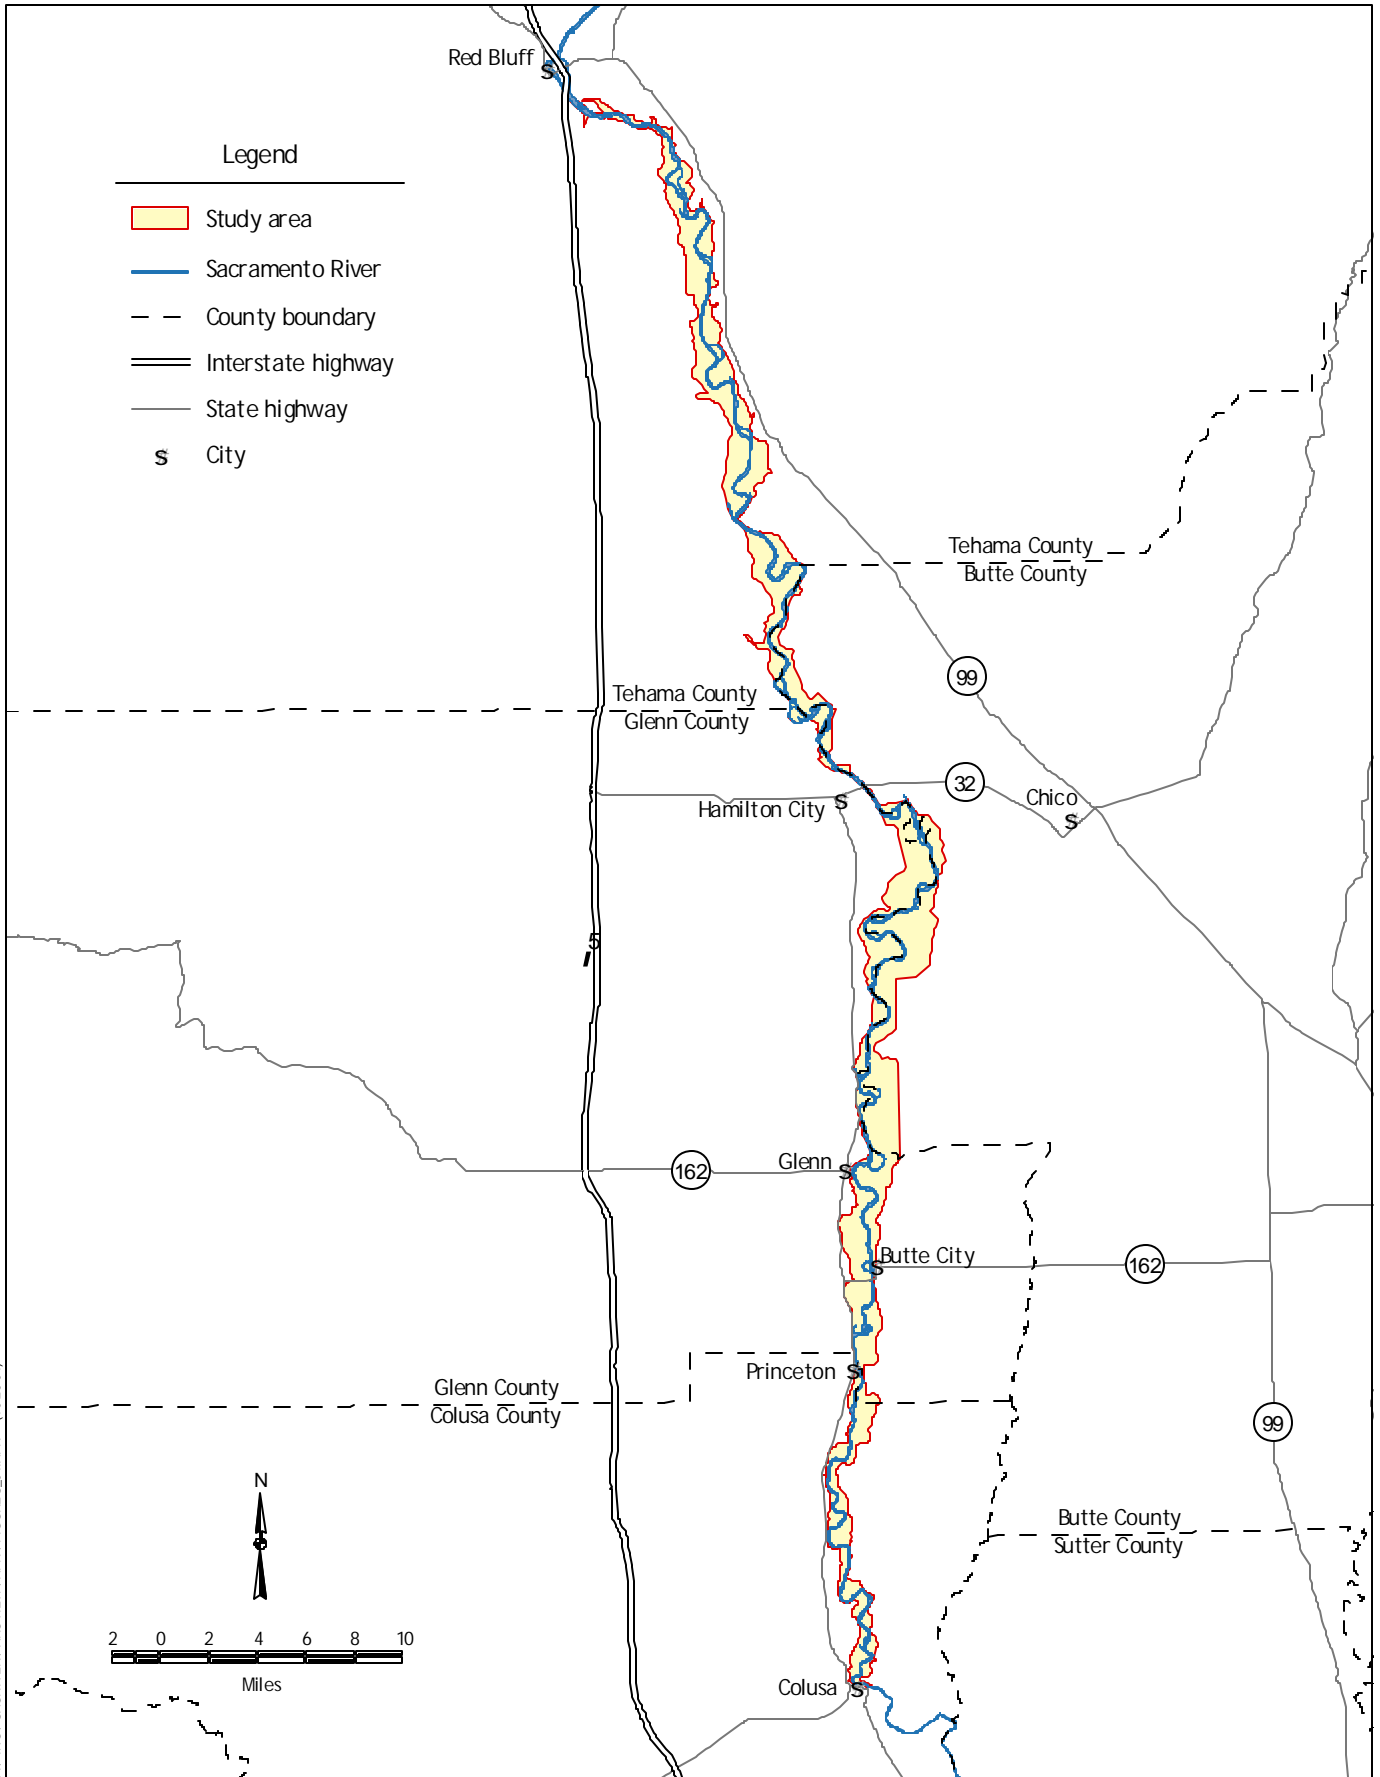 Red Bluff
S
Legend
Study area
Sacramento River
County boundary
Interstate highway
State highway
S City
Tehama County
Butte County
99
Tehama County
Glenn County
32
Chico
S
Hamilton City S
5
Glenn S
162
Butte City
S
162
Princeton S
Glenn County
Colusa County
99
N
Butte County
Sutter County
2 0 2 4 6 8 10
Miles
Colusa S